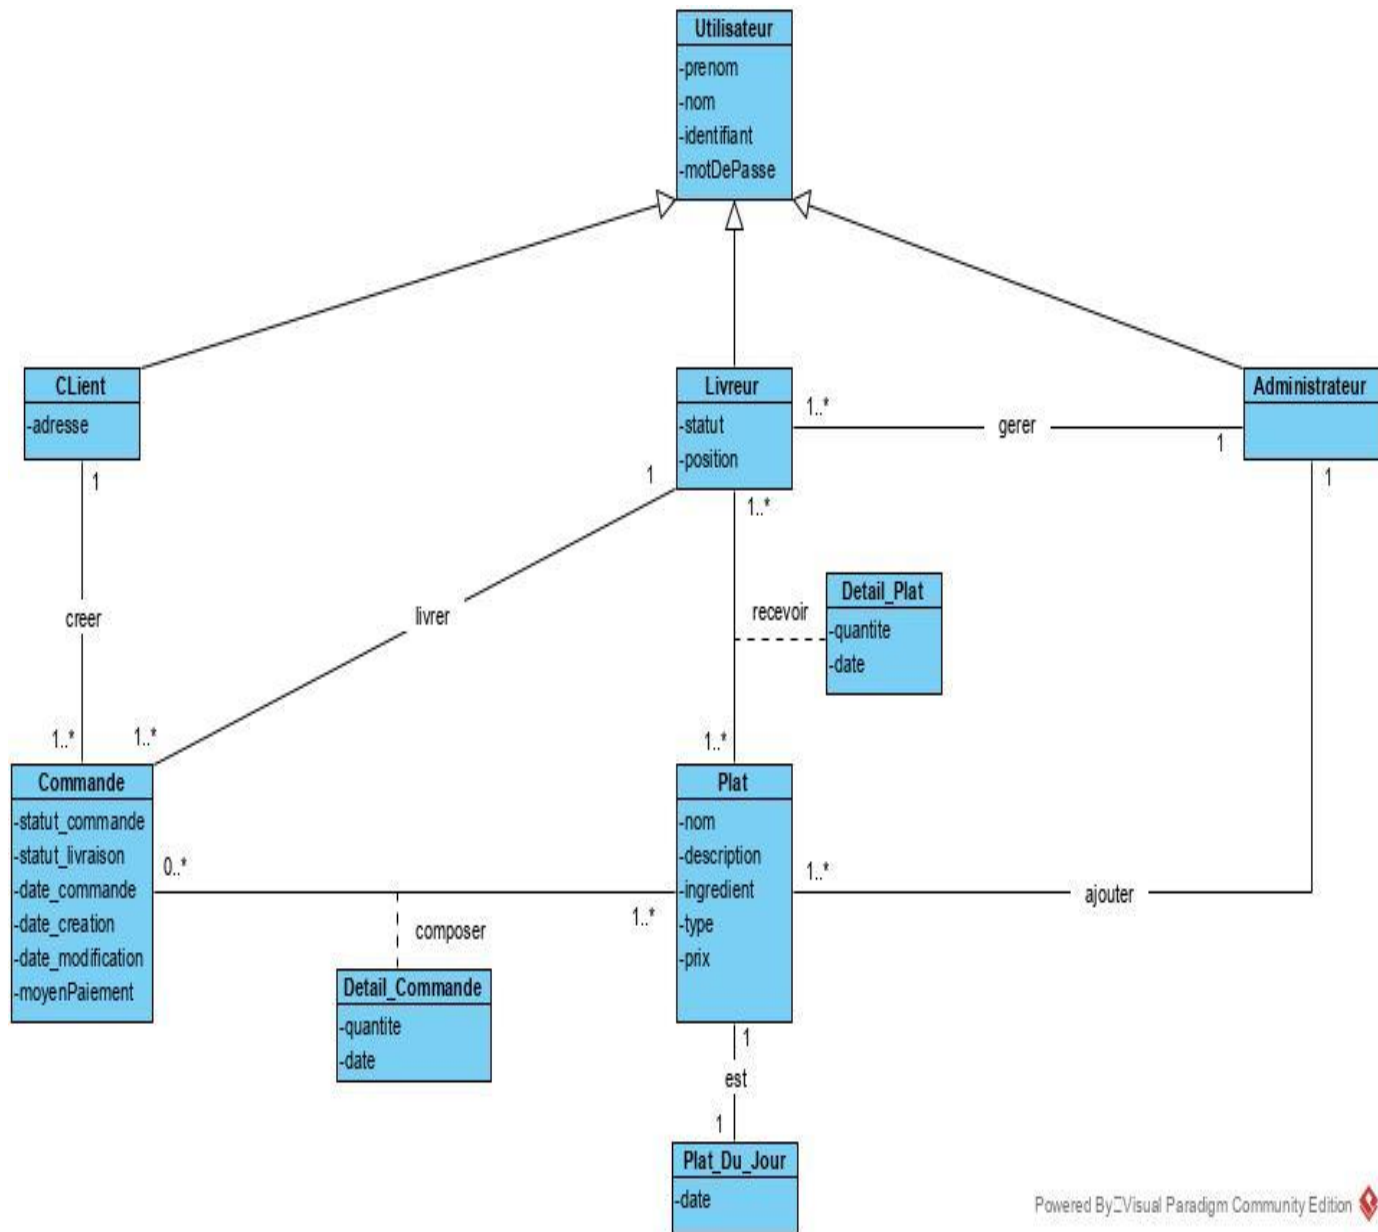 Utilisateur
-prenom
-nom
-identifiant
-motDePasse
CLient
-adresse
Livreur
-statut
-position
Administrateur
1..*
gerer
1
1
1
1..*
1
creer
livrer
recevoir
Detail_Plat
-quantite
-date
1..*
1..*
1..*
Commande
-statut_commande
-statut_livraison
-date_commande
-date_creation
-date_modification
-moyenPaiement
Plat
-nom
-description
-ingredient
-type
-prix
0..*
1..*
1..*
ajouter
composer
Detail_Commande
-quantite
-date
1
est
1
Plat_Du_Jour
-date
Powered By Visual Paradigm Community Edition